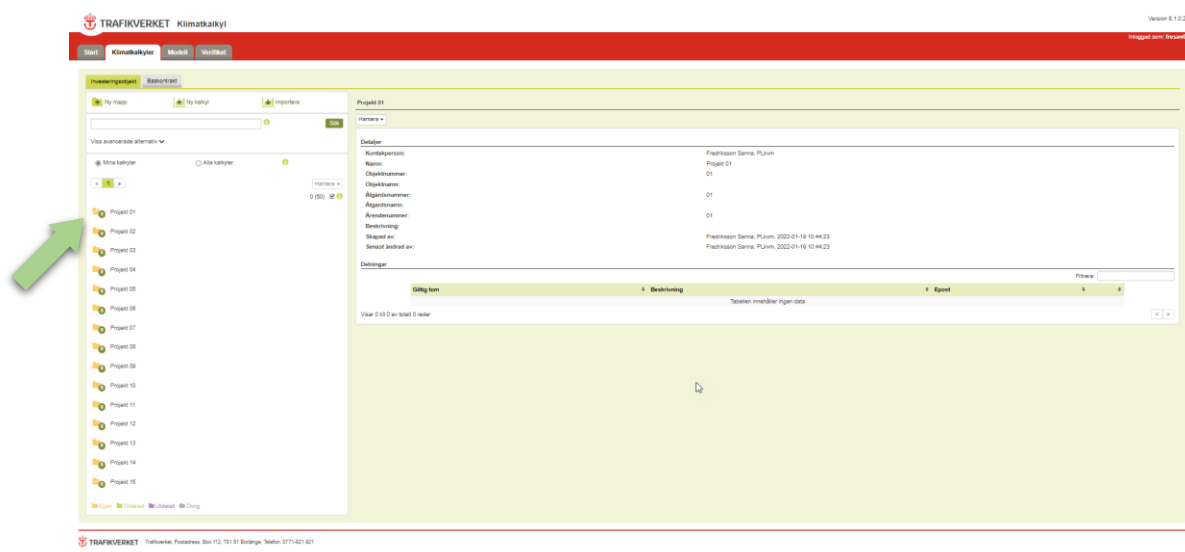 TRAFIKVERKET Klimatkalkyl
Version 8.1.0.2
Inloggad som: fresan
Start Klimatkalkyler Modell Verifikat
Investeringsobjekt Baskontrakt
Ny mapp Ny kalkyl Importera
Sök
Visa avancerade alternativ
Mina kalkyler Alla kalkyler
< 1 > Hantera
0 (50)
Projekt 01
Projekt 02
Projekt 03
Projekt 04
Projekt 05
Projekt 06
Projekt 07
Projekt 08
Projekt 09
Projekt 10
Projekt 11
Projekt 12
Projekt 13
Projekt 14
Projekt 15
Egen Tilldelad Utdelad Övrig
Projekt 01
Hantera
Detaljer
Kontaktperson: Fredriksson Sanna, PLkvm
Namn: Projekt 01
Objektnummer: 01
Objektnamn:
Åtgärdsnummer: 01
Åtgärdsnamn:
Ärendenummer: 01
Beskrivning:
Skapad av: Fredriksson Sanna, PLkvm, 2022-01-19 10:44:23
Senast ändrad av: Fredriksson Sanna, PLkvm, 2022-01-19 10:44:23
Delningar
Filtrera:
Giltig tom Beskrivning Epost
Tabellen innehåller ingen data
Visar 0 till 0 av totalt 0 rader
< >
TRAFIKVERKET Trafikverket, Postadress: Box 112, 781 81 Borlänge, Telefon: 0771-921 921